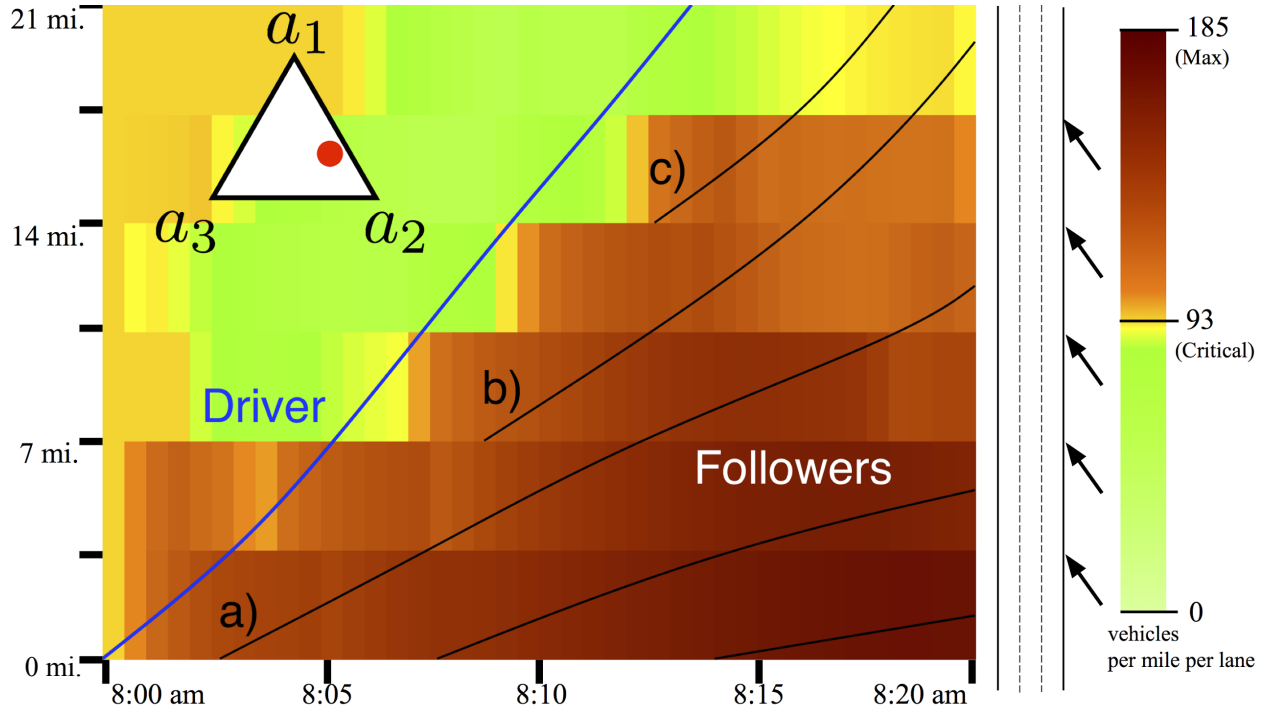 21 mi.
a1
a3
a2
c)
14 mi.
Driver
b)
7 mi.
Followers
a)
0 mi.
8:00 am
8:05
8:10
8:15
8:20 am
185
(Max)
93
(Critical)
0
vehicles
per mile per lane